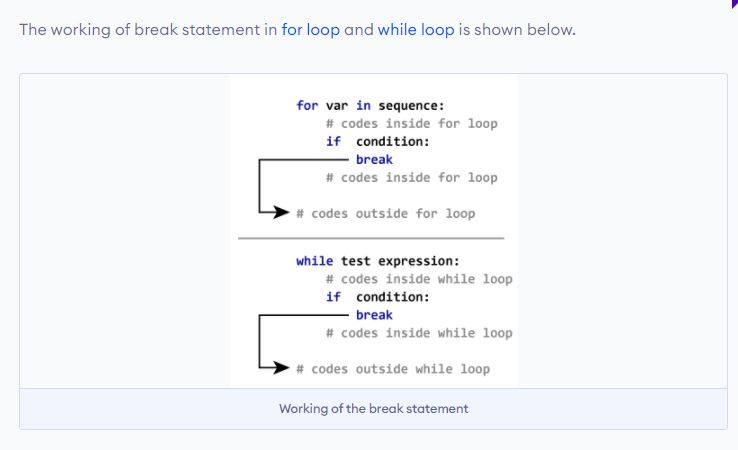 The working of break statement in for loop and while loop is shown below.
for var in sequence:
# codes inside for loop
if condition:
break
# codes inside for loop
# codes outside for loop
while test expression:
# codes inside while loop
if condition:
break
# codes inside while loop
# codes outside while loop
Working of the break statement